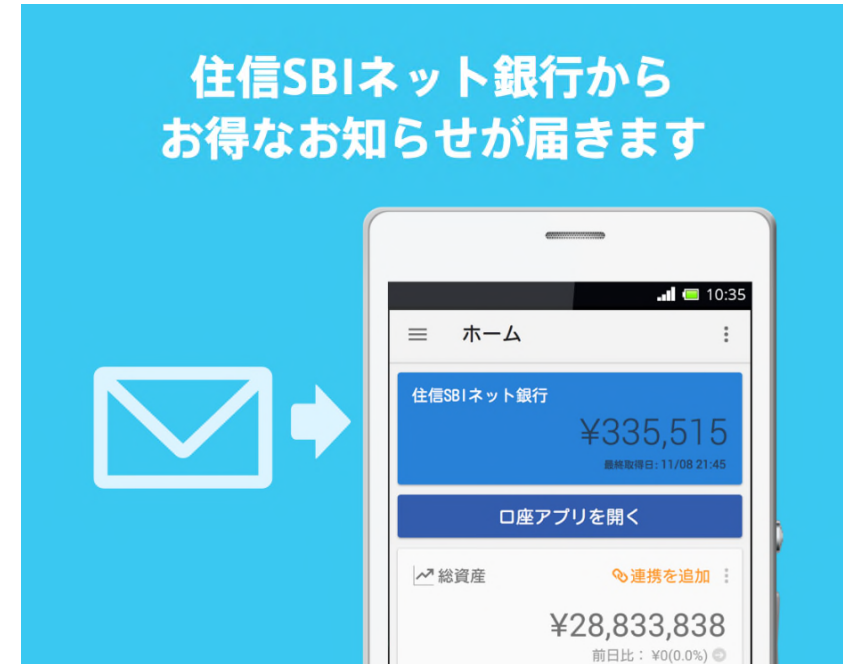 住信SBIネット銀行から
お得なお知らせが届きます
10:35
ホーム
住信SBIネット銀行
¥335,515
最終取得日:11/08 21:45
口座アプリを開く
総資産 連携を追加
¥28,833,838
前日比: ¥0(0.0%)